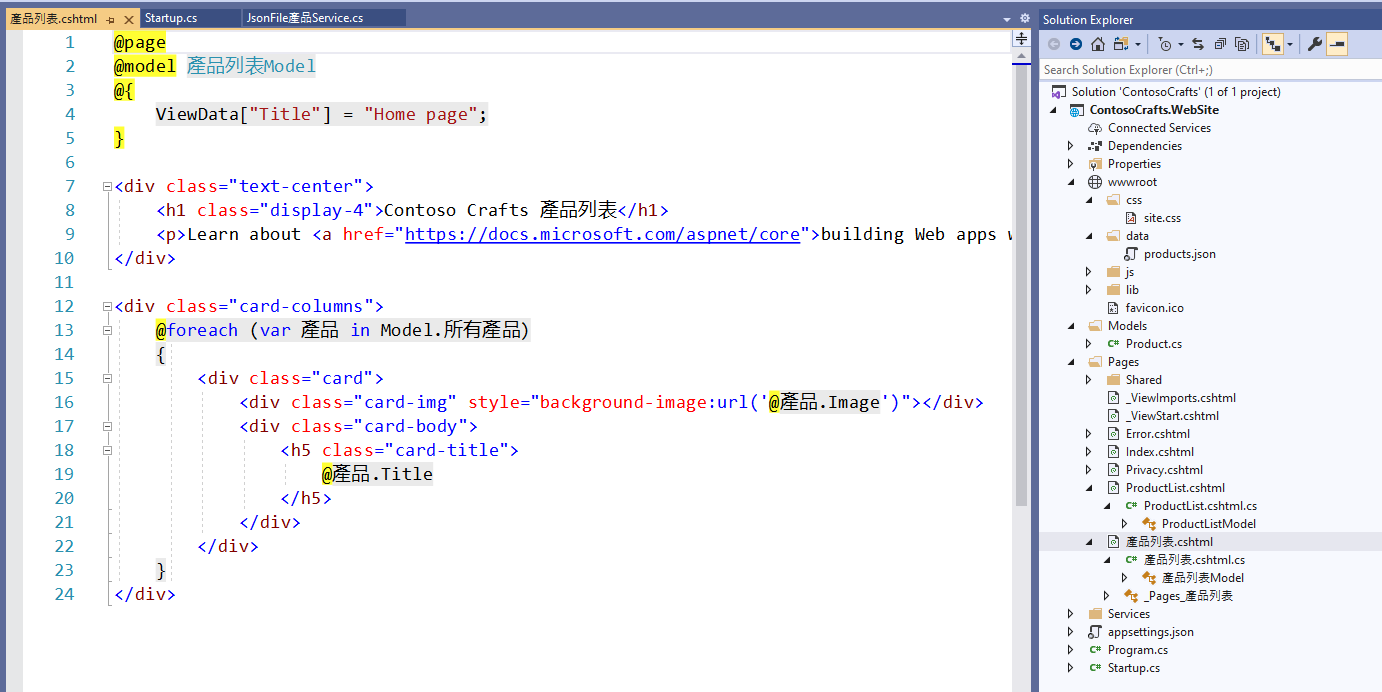 產品列表.cshtml
Startup.cs
JsonFile產品Service.cs
1 @page
2 @model 產品列表Model
3 @{
4 ViewData["Title"] = "Home page";
5 }
6
7 <div class="text-center">
8 <h1 class="display-4">Contoso Crafts 產品列表</h1>
9 <p>Learn about <a href="https://docs.microsoft.com/aspnet/core">building Web apps w
10 </div>
11
12 <div class="card-columns">
13 @foreach (var 產品 in Model.所有產品)
14 {
15 <div class="card">
16 <div class="card-img" style="background-image:url('@產品.Image')"></div>
17 <div class="card-body">
18 <h5 class="card-title">
19 @產品.Title
20 </h5>
21 </div>
22 </div>
23 }
24 </div>
Solution Explorer
Search Solution Explorer (Ctrl+;)
Solution 'ContosoCrafts' (1 of 1 project)
ContosoCrafts.WebSite
Connected Services
Dependencies
Properties
wwwroot
css
site.css
data
products.json
js
lib
favicon.ico
Models
C# Product.cs
Pages
Shared
_ViewImports.cshtml
_ViewStart.cshtml
Error.cshtml
Index.cshtml
Privacy.cshtml
ProductList.cshtml
C# ProductList.cshtml.cs
ProductListModel
產品列表.cshtml
C# 產品列表.cshtml.cs
產品列表Model
_Pages_產品列表
Services
appsettings.json
C# Program.cs
C# Startup.cs